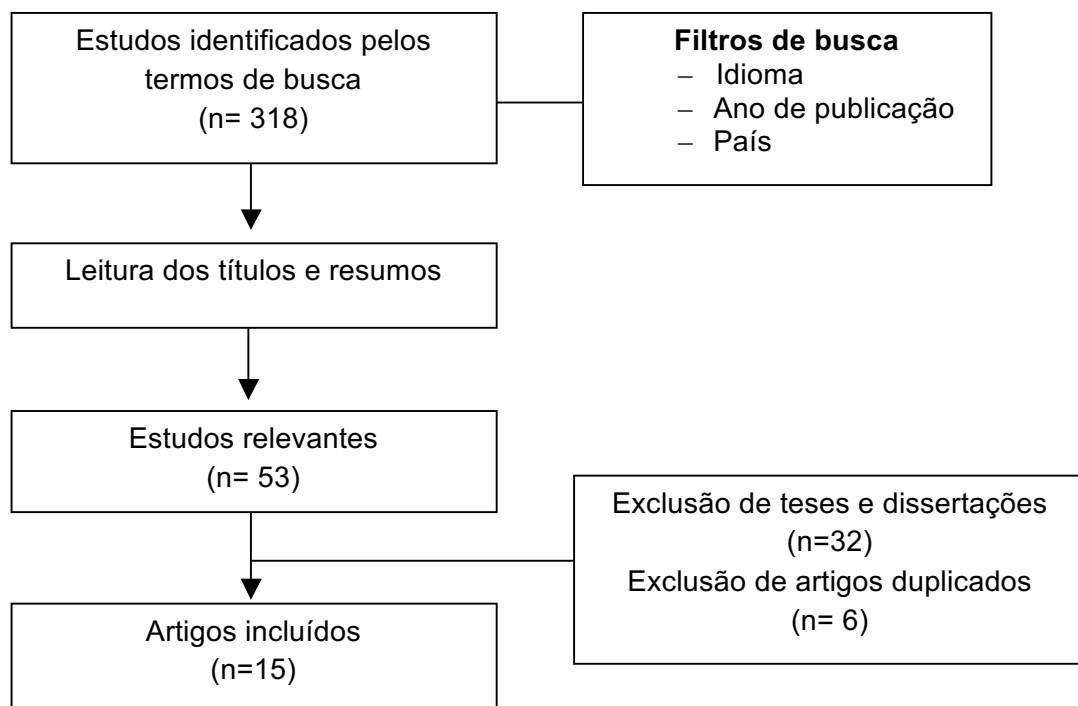 Estudos identificados pelos
termos de busca
(n= 318)
Filtros de busca
– Idioma
– Ano de publicação
– País
Leitura dos títulos e resumos
Estudos relevantes
(n= 53)
Exclusão de teses e dissertações
(n=32)
Exclusão de artigos duplicados
(n= 6)
Artigos incluídos
(n=15)